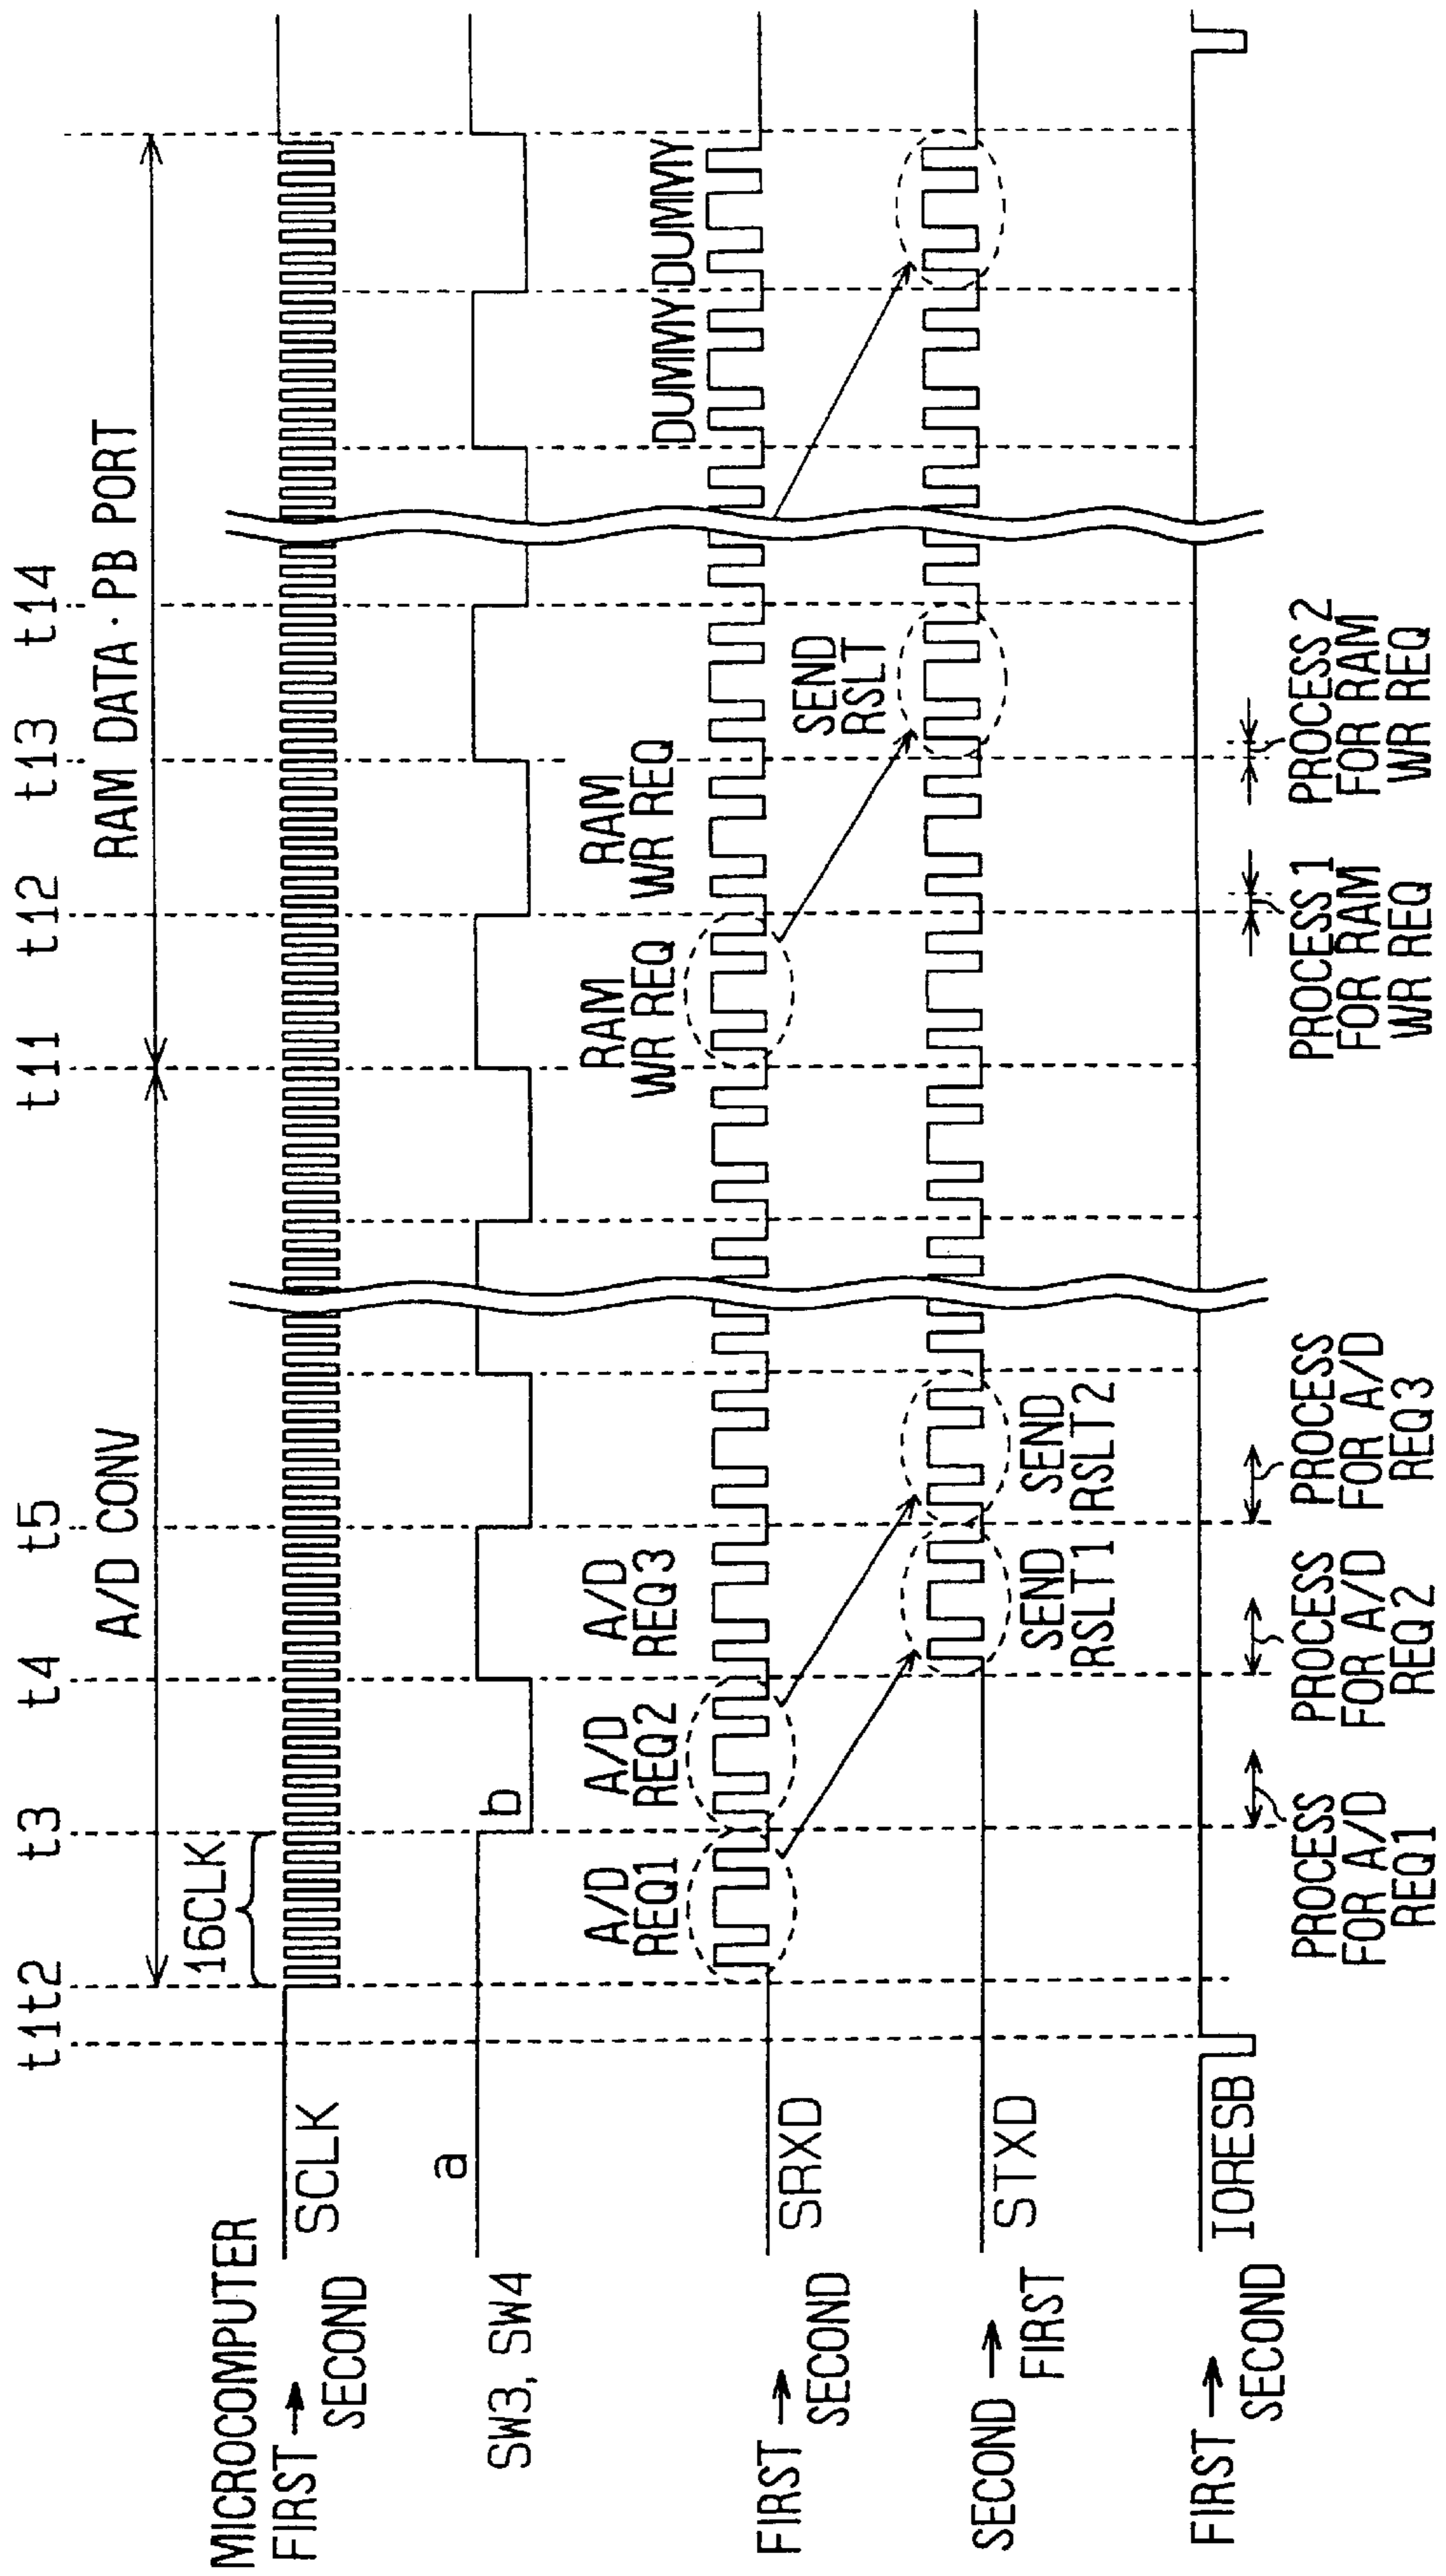 t1 t2 t3 t4 t5 t11 t12 t13 t14
A/D CONV
RAM DATA · PB PORT
16CLK
MICROCOMPUTER
FIRST →
SECOND
SCLK
a
b
SW3, SW4
A/D
REQ1
A/D
REQ2
A/D
REQ3
RAM
WR REQ
RAM
WR REQ
DUMMY
DUMMY
FIRST →
SECOND
SRXD
SEND
RSLT
SECOND →
FIRST
STXD
SEND
RSLT1
SEND
RSLT2
FIRST →
SECOND
IORESB
PROCESS
FOR A/D
REQ1
PROCESS
FOR A/D
REQ2
PROCESS
FOR A/D
REQ3
PROCESS 1
FOR RAM
WR REQ
PROCESS 2
FOR RAM
WR REQ